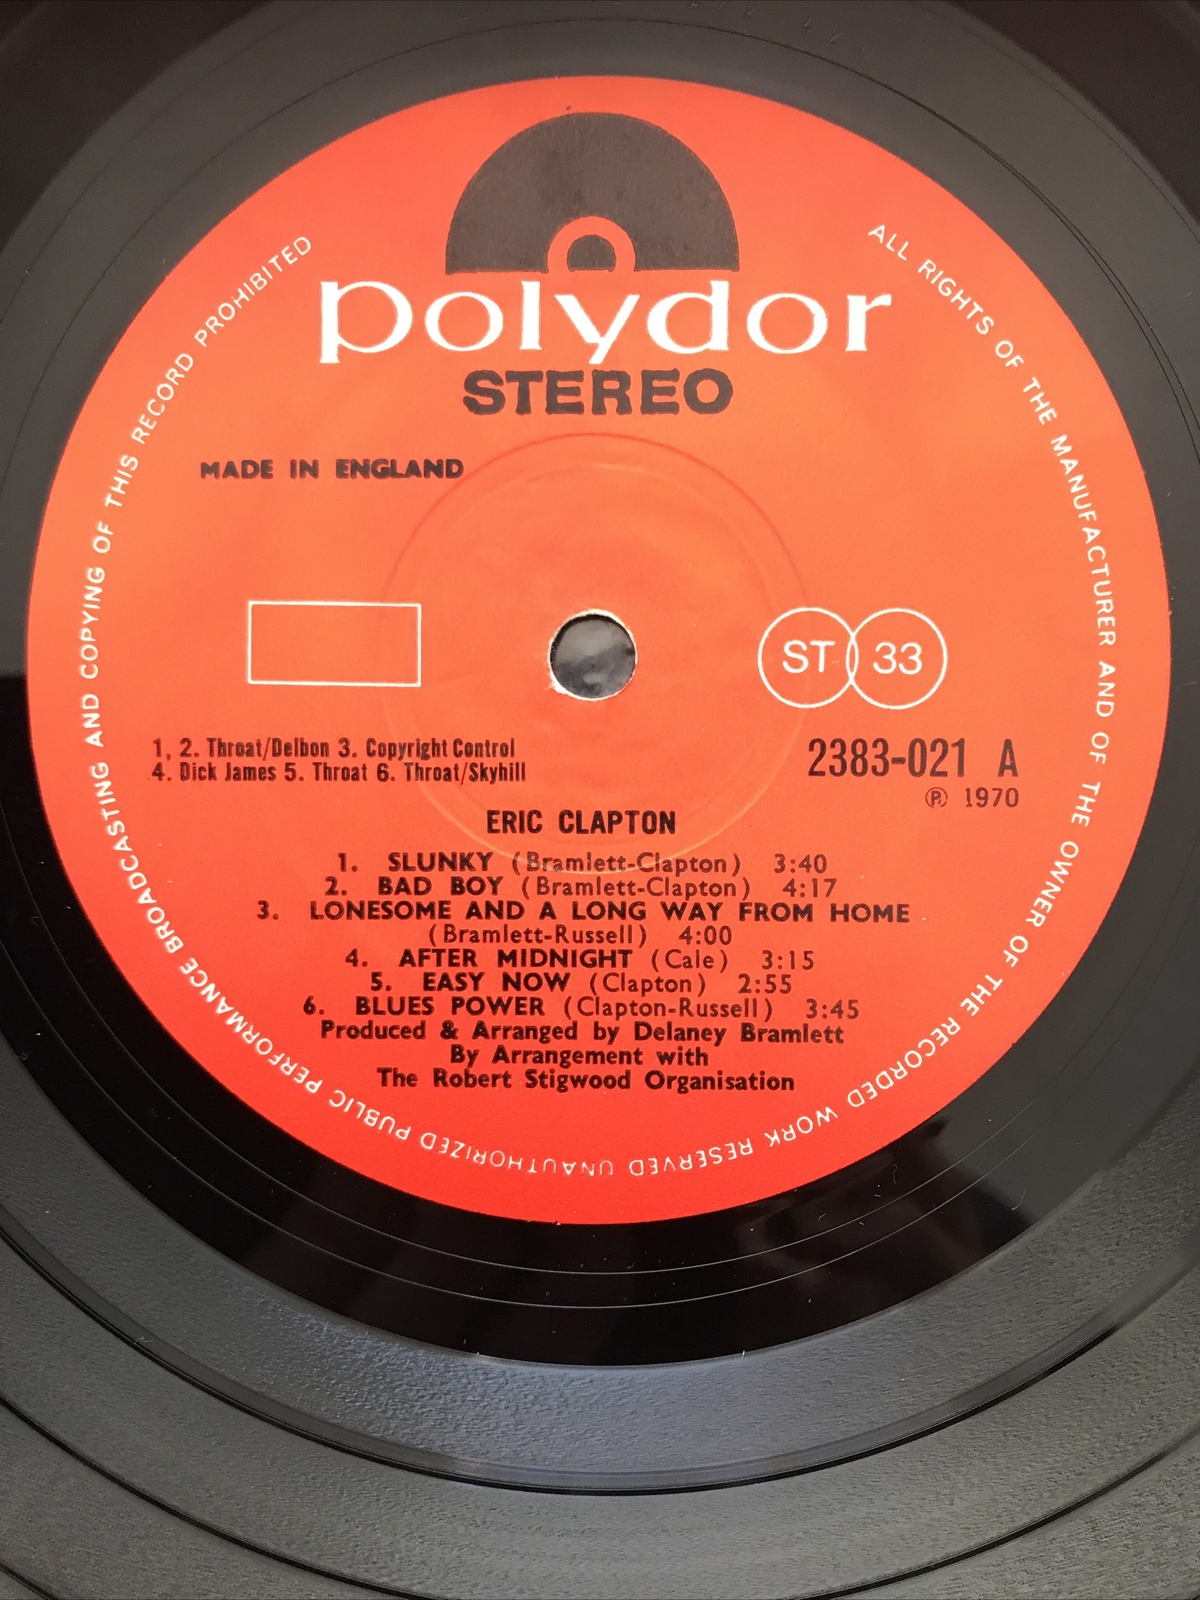 polydor
STEREO
MADE IN ENGLAND
ST 33
1, 2. Throat/Delbon 3. Copyright Control
4. Dick James 5. Throat 6. Throat/Skyhill
2383-021 A
Ⓟ 1970
ERIC CLAPTON
1. SLUNKY (Bramlett-Clapton) 3:40
2. BAD BOY (Bramlett-Clapton) 4:17
3. LONESOME AND A LONG WAY FROM HOME
(Bramlett-Russell) 4:00
4. AFTER MIDNIGHT (Cale) 3:15
5. EASY NOW (Clapton) 2:55
6. BLUES POWER (Clapton-Russell) 3:45
Produced & Arranged by Delaney Bramlett
By Arrangement with
The Robert Stigwood Organisation
ALL RIGHTS OF THE MANUFACTURER AND OF THE OWNER OF THE RECORDED WORK RESERVED UNAUTHORIZED PUBLIC PERFORMANCE BROADCASTING AND COPYING OF THIS RECORD PROHIBITED